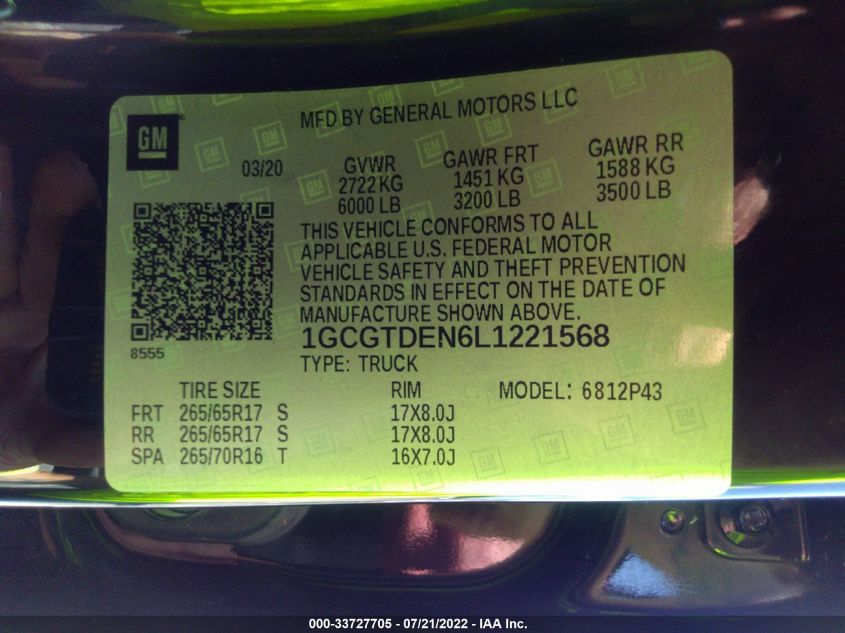 MFD BY GENERAL MOTORS LLC
GM
03/20
GVWR GAWR FRT GAWR RR
2722 KG 1451 KG 1588 KG
6000 LB 3200 LB 3500 LB
THIS VEHICLE CONFORMS TO ALL
APPLICABLE U.S. FEDERAL MOTOR
VEHICLE SAFETY AND THEFT PREVENTION
STANDARDS IN EFFECT ON THE DATE OF
MANUFACTURE SHOWN ABOVE.
1GCGTDEN6L1221568
8555
TYPE: TRUCK
TIRE SIZE RIM MODEL: 6812P43
FRT 265/65R17 S 17X8.0J
RR 265/65R17 S 17X8.0J
SPA 265/70R16 T 16X7.0J
000-33727705 - 07/21/2022 - IAA Inc.